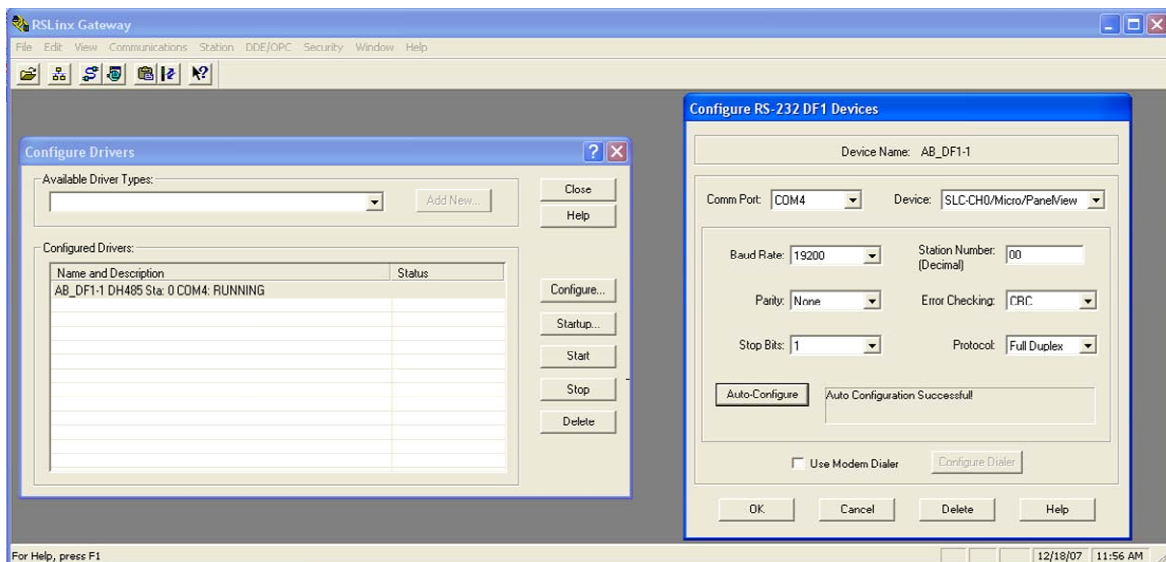 RSLinx Gateway
File Edit View Communications Station DDE/OPC Security Window Help
Configure Drivers
Available Driver Types:
Add New...
Close
Help
Configured Drivers:
Name and Description Status
AB_DF1-1 DH485 Sta: 0 COM4: RUNNING
Configure...
Startup...
Start
Stop
Delete
Configure RS-232 DF1 Devices
Device Name: AB_DF1-1
Comm Port: COM4 Device: SLC-CH0/Micro/PanelView
Baud Rate: 19200 Station Number: 00
(Decimal)
Parity: None Error Checking: CRC
Stop Bits: 1 Protocol: Full Duplex
Auto-Configure Auto Configuration Successful!
Use Modem Dialer Configure Dialer
OK Cancel Delete Help
For Help, press F1 12/18/07 11:56 AM